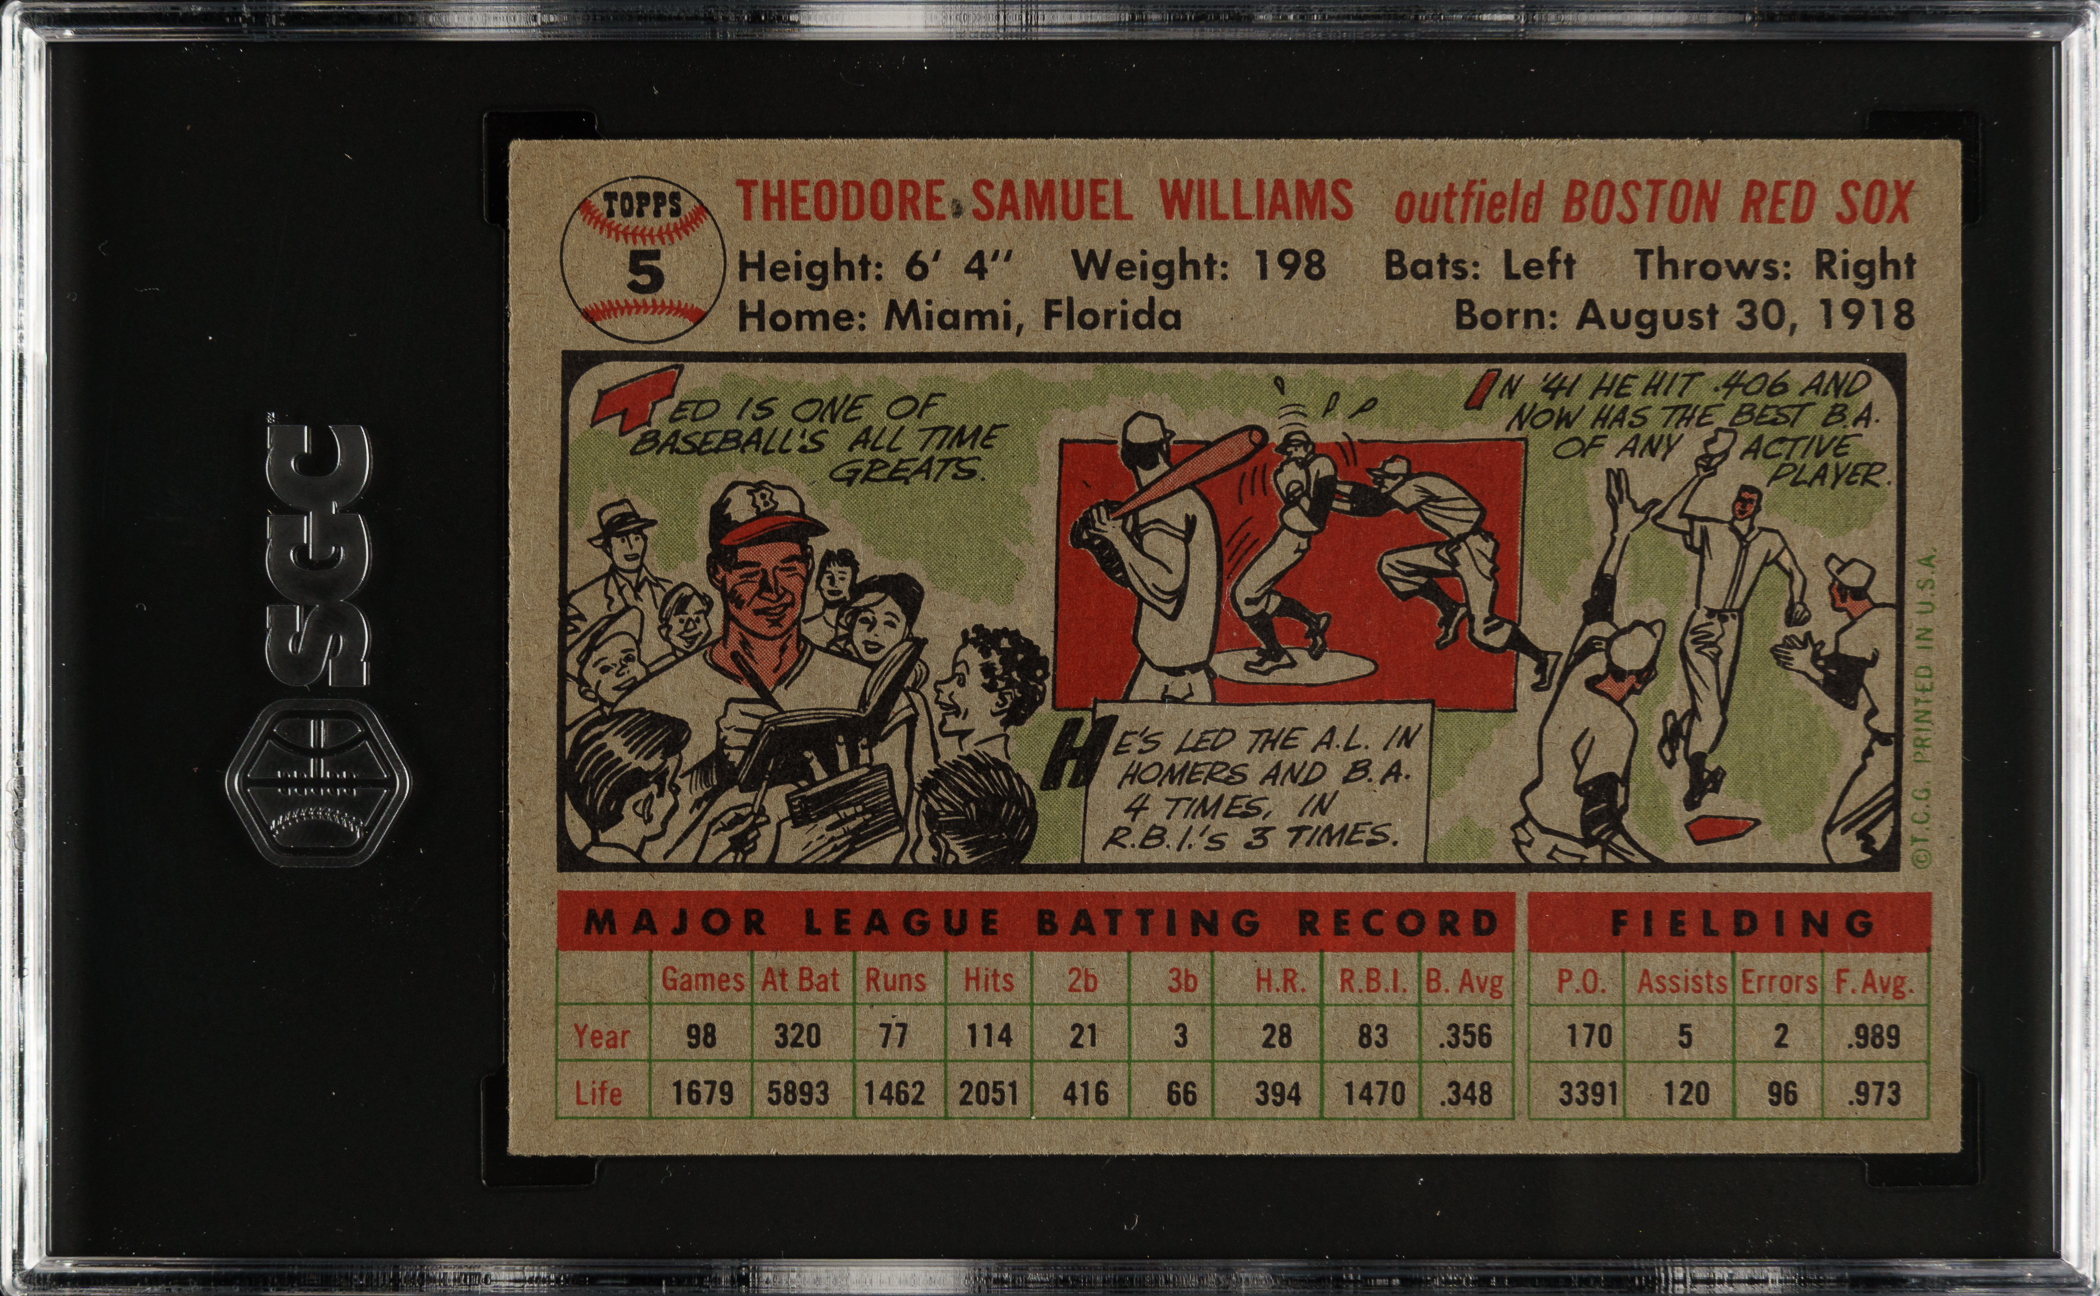 SGC
TOPPS
5
THEODORE SAMUEL WILLIAMS outfield BOSTON RED SOX
Height: 6' 4" Weight: 198 Bats: Left Throws: Right
Home: Miami, Florida Born: August 30, 1918
TED IS ONE OF
BASEBALL'S ALL TIME
GREATS.
B
HE'S LED THE A.L. IN
HOMERS AND B.A.
4 TIMES, IN
R.B.I.'S 3 TIMES.
IN '41 HE HIT .406 AND
NOW HAS THE BEST B.A.
OF ANY ACTIVE
PLAYER.
©T.C.G. PRINTED IN U.S.A.
MAJOR LEAGUE BATTING RECORD FIELDING
Games At Bat Runs Hits 2b 3b H.R. R.B.I. B. Avg P.O. Assists Errors F. Avg.
Year 98 320 77 114 21 3 28 83 .356 170 5 2 .989
Life 1679 5893 1462 2051 416 66 394 1470 .348 3391 120 96 .973